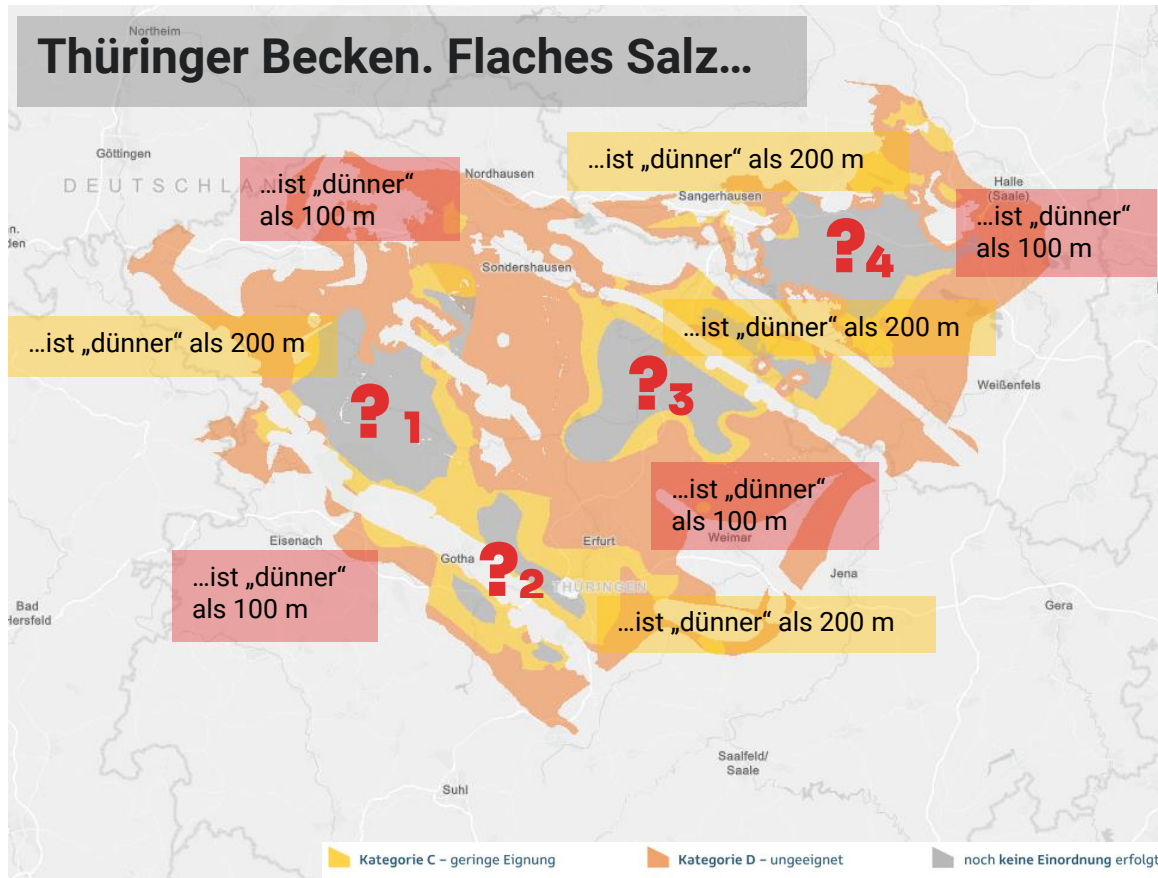 Northeim
Thüringer Becken. Flaches Salz…
Göttingen
DEUTSCHLAN
…ist „dünner“
als 100 m
Nordhausen
…ist „dünner“ als 200 m
Sangerhausen
Halle
(Saale)
…ist „dünner“
als 100 m
?4
Sondershausen
…ist „dünner“ als 200 m
…ist „dünner“ als 200 m
?1
?3
Weißenfels
…ist „dünner“
als 100 m
Weimar
Eisenach
Gotha
Erfurt
?2
THÜRINGEN
Jena
…ist „dünner“
als 100 m
Bad
Hersfeld
…ist „dünner“ als 200 m
Gera
Saalfeld/
Saale
Suhl
Kategorie C – geringe Eignung
Kategorie D – ungeeignet
noch keine Einordnung erfolgt